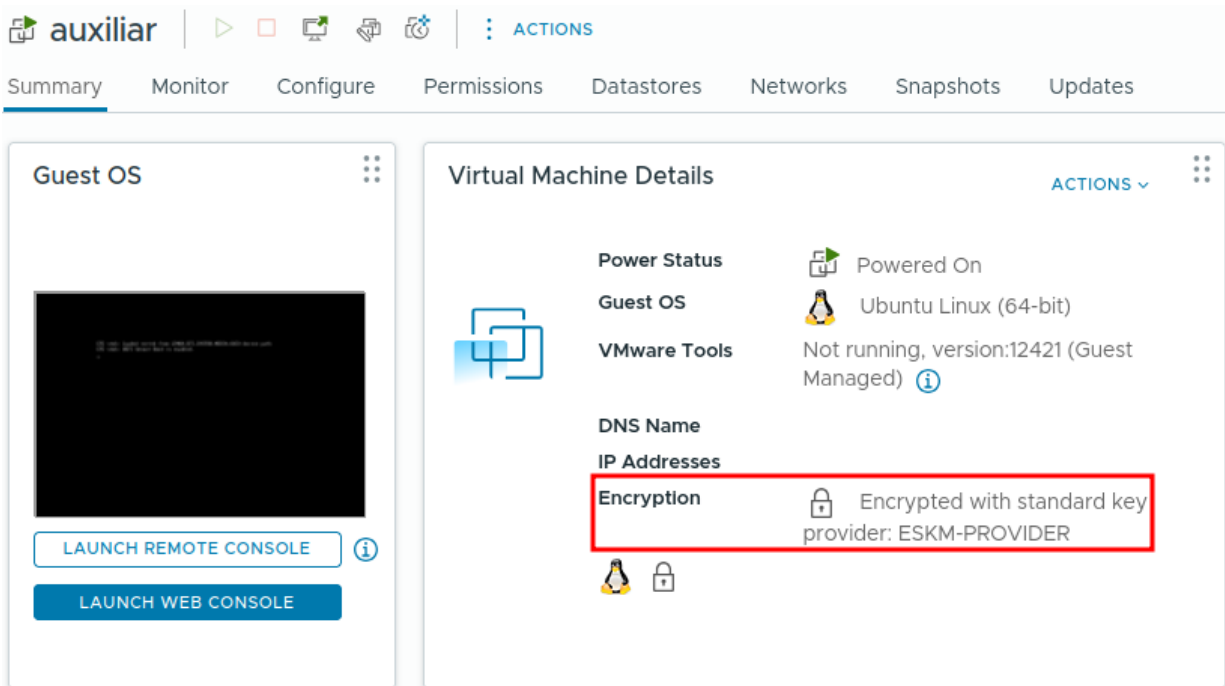 auxiliar
ACTIONS
Summary Monitor Configure Permissions Datastores Networks Snapshots Updates
Guest OS
LAUNCH REMOTE CONSOLE
LAUNCH WEB CONSOLE
Virtual Machine Details
ACTIONS
Power Status Powered On
Guest OS Ubuntu Linux (64-bit)
VMware Tools Not running, version:12421 (Guest
Managed)
DNS Name
IP Addresses
Encryption Encrypted with standard key
provider: ESKM-PROVIDER